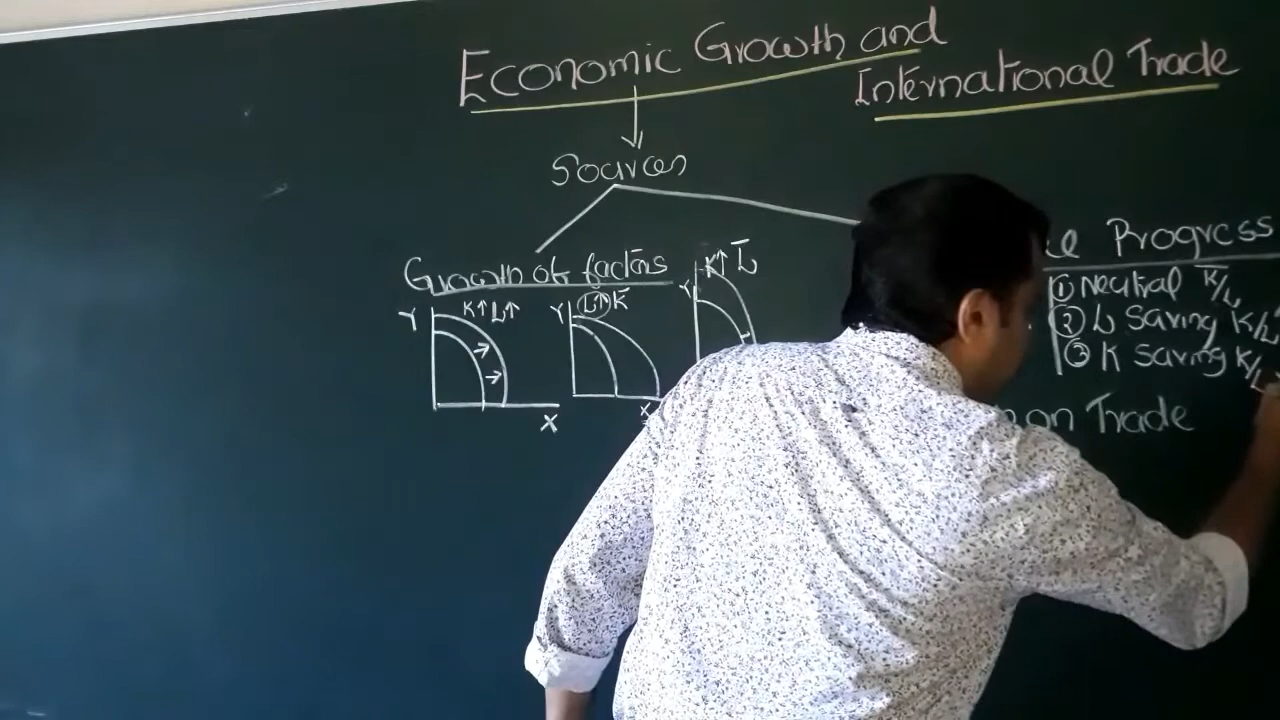 Economic Growth and
International Trade
Sources
Growth of factors
Progress
K↑ L↑
L↑ K̅
K↑ L̅
Y
Y
Y
X
X
① Neutral K̅/L
② L Saving K/L
③ K Saving K/L
on Trade